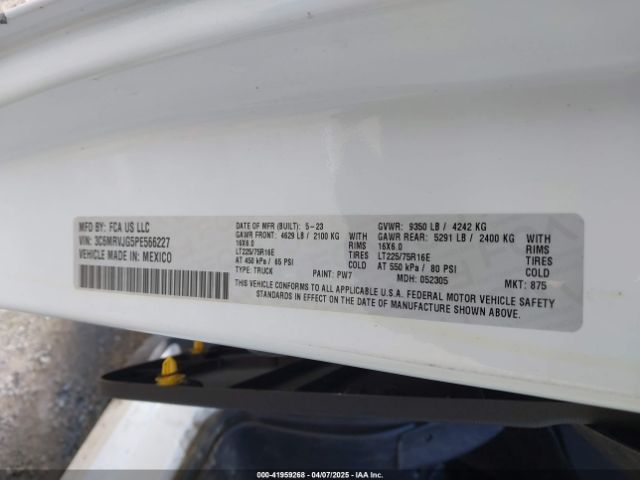 MFD BY: FCA US LLC
VIN: 3C6MRVJG5PE566227
VEHICLE MADE IN: MEXICO
DATE OF MFR (BUILT): 5-23
GAWR FRONT: 4629 LB / 2100 KG WITH
16X6.0 RIMS
LT225/75R16E TIRES
AT 450 kPa / 65 PSI COLD
TYPE: TRUCK PAINT: PW7
GVWR: 9350 LB / 4242 KG
GAWR REAR: 5291 LB / 2400 KG WITH
16X6.0 RIMS
LT225/75R16E TIRES
AT 550 kPa / 80 PSI COLD
MDH: 052305 MKT: 875
THIS VEHICLE CONFORMS TO ALL APPLICABLE U.S.A. FEDERAL MOTOR VEHICLE SAFETY
STANDARDS IN EFFECT ON THE DATE OF MANUFACTURE SHOWN ABOVE.
00-41959268 - 04/07/2025 - IAA Inc.